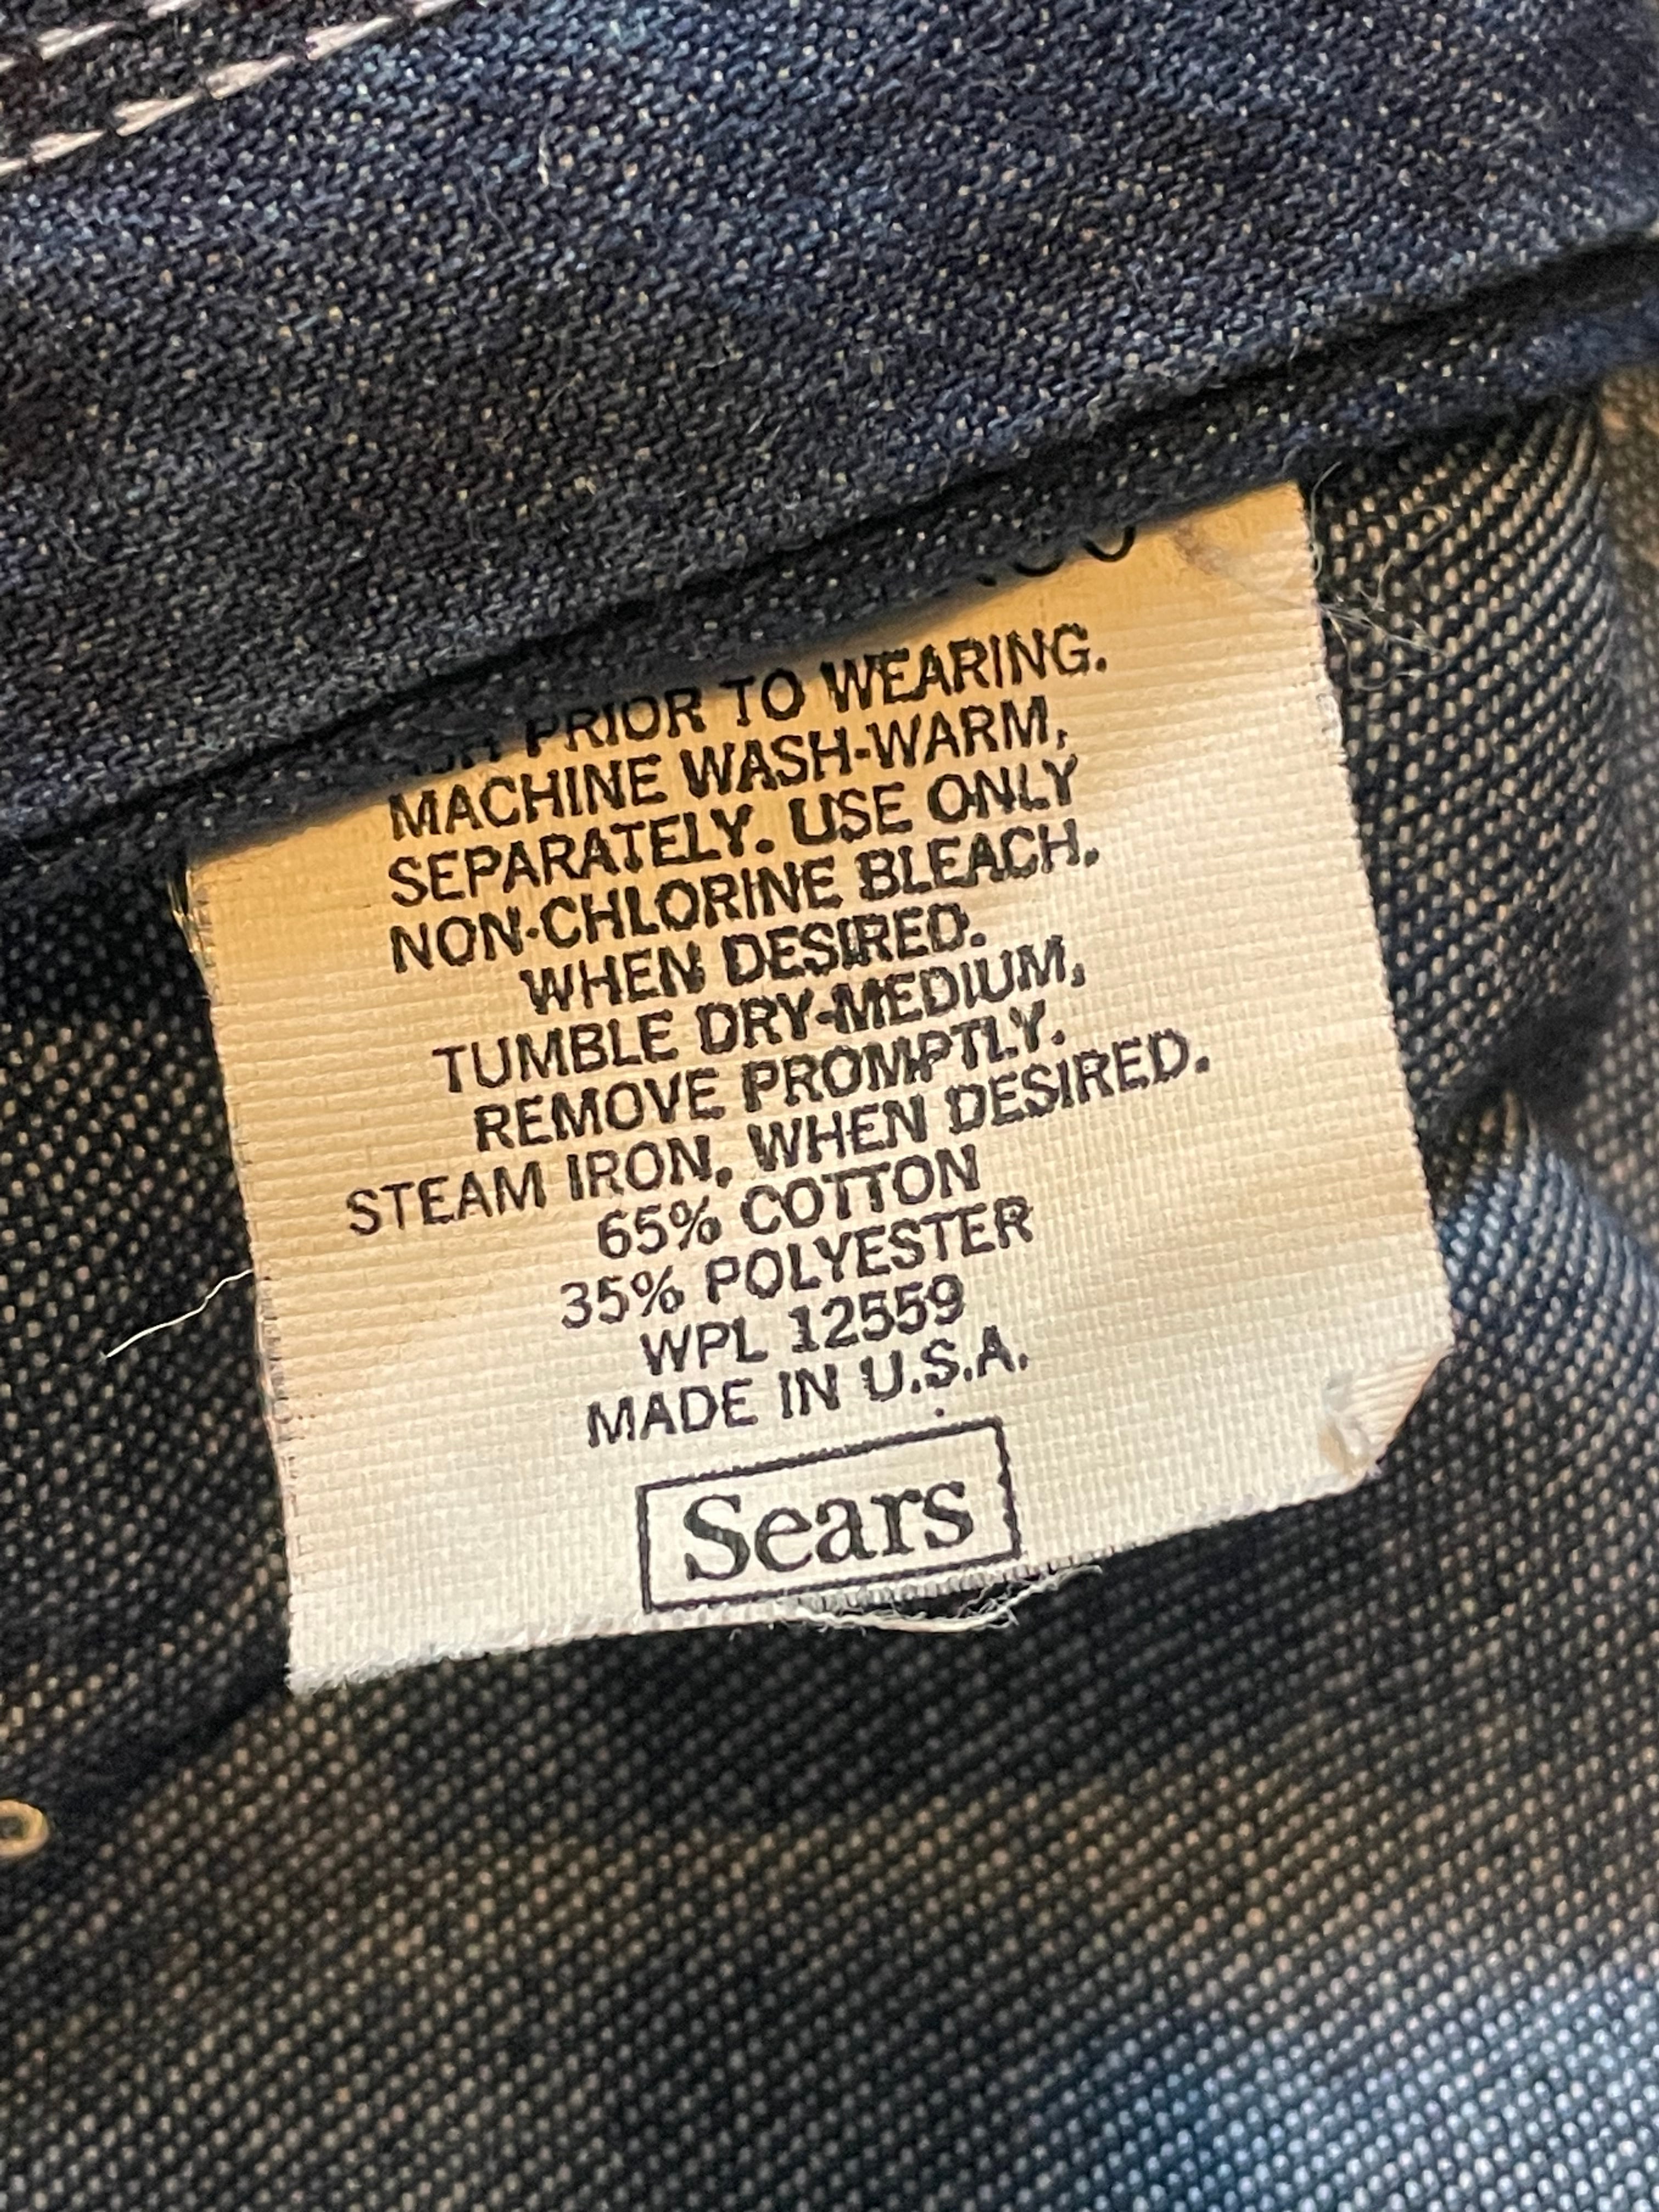 PRIOR TO WEARING.
MACHINE WASH-WARM,
SEPARATELY. USE ONLY
NON-CHLORINE BLEACH,
WHEN DESIRED.
TUMBLE DRY-MEDIUM,
REMOVE PROMPTLY.
STEAM IRON, WHEN DESIRED.
65% COTTON
35% POLYESTER
WPL 12559
MADE IN U.S.A.
Sears